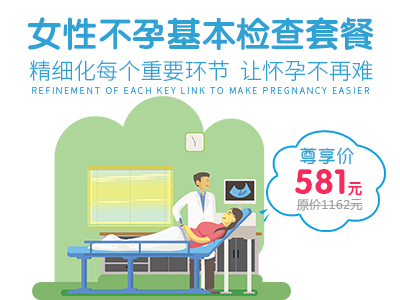 女性不孕基本检查套餐
精细化每个重要环节 让怀孕不再难
REFINEMENT OF EACH KEY LINK TO MAKE PREGNANCY EASIER
尊享价
581元
原价1162元